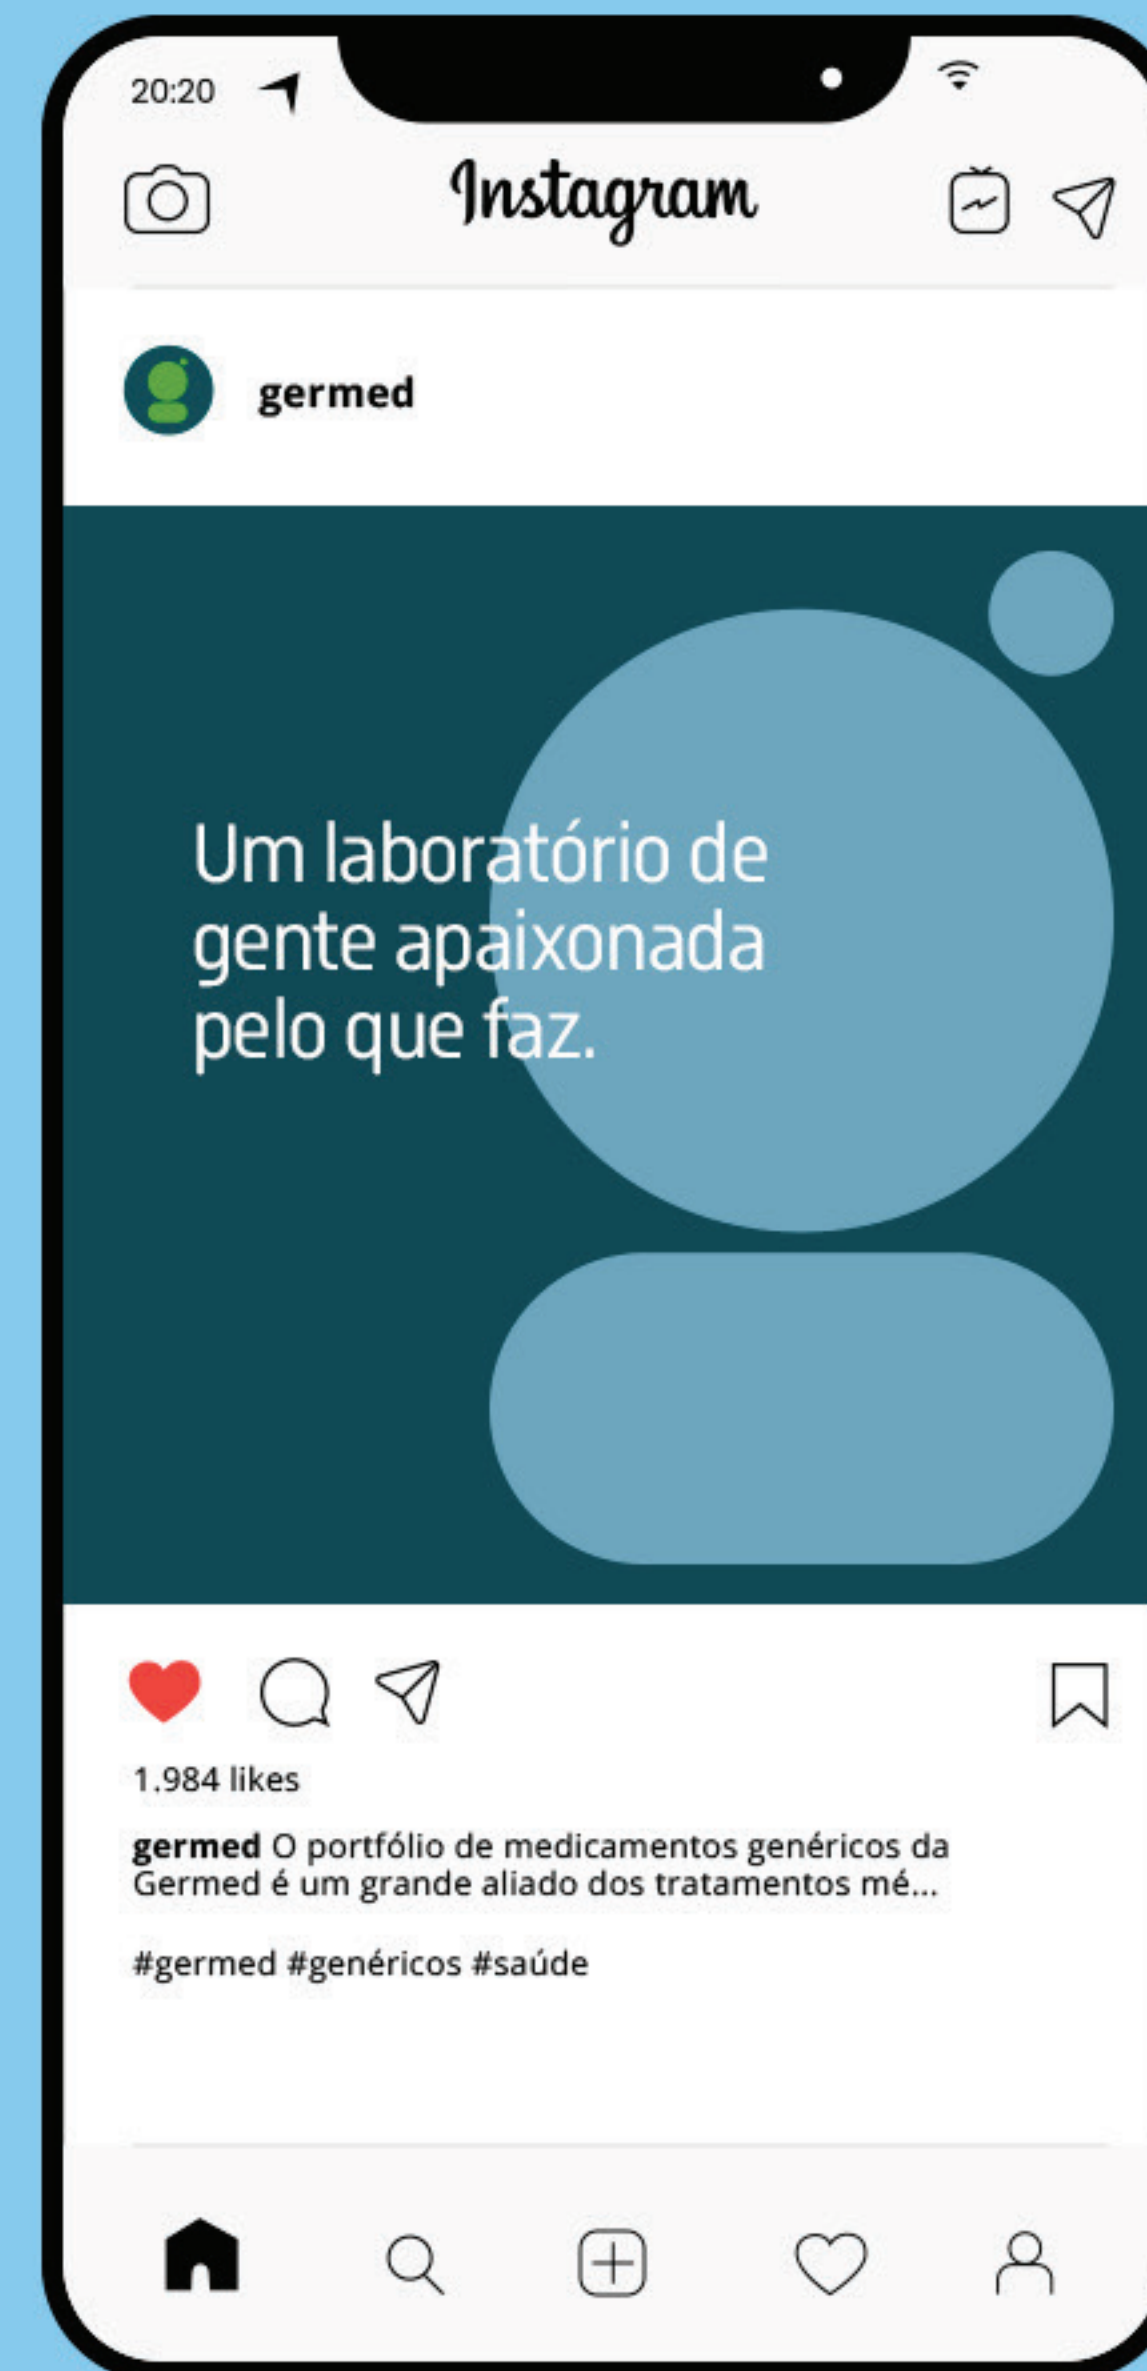 20:20
Instagram
germed
Um laboratório de
gente apaixonada
pelo que faz.
1.984 likes
germed O portfólio de medicamentos genéricos da
Germed é um grande aliado dos tratamentos mé...
#germed #genéricos #saúde